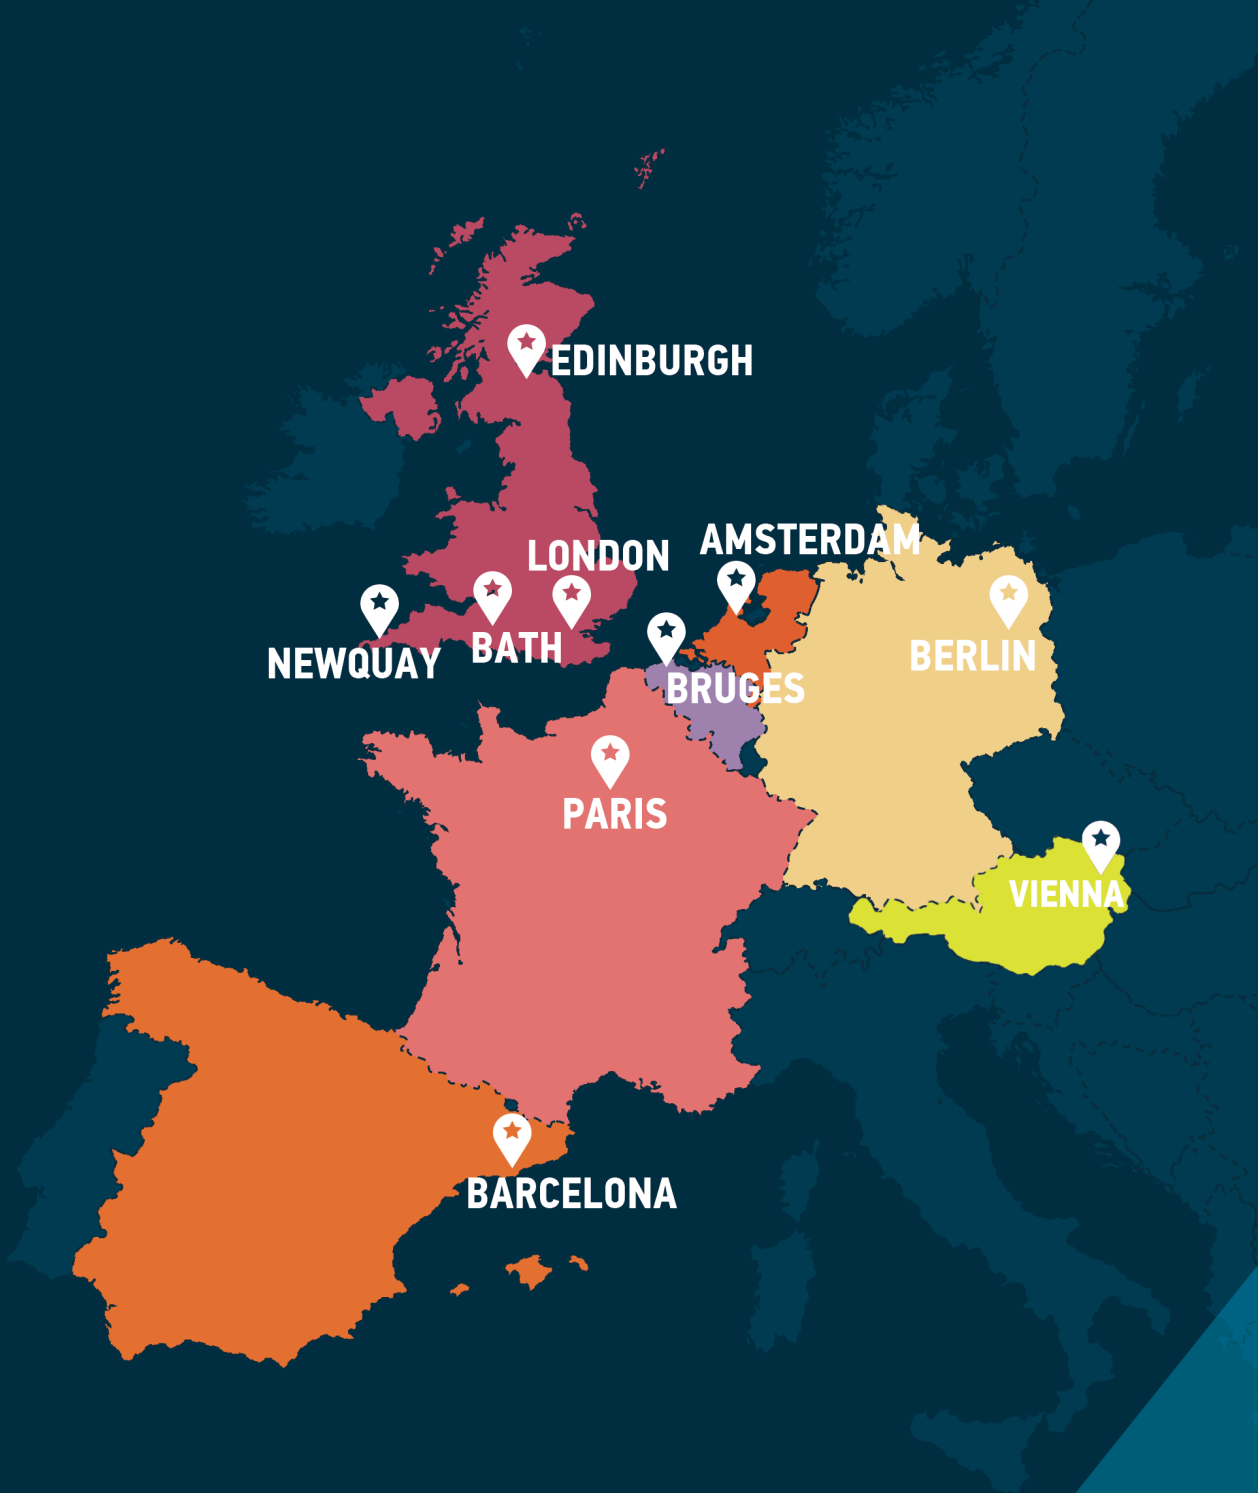 EDINBURGH
AMSTERDAM
LONDON
BATH
NEWQUAY
BERLIN
BRUGES
PARIS
VIENNA
BARCELONA